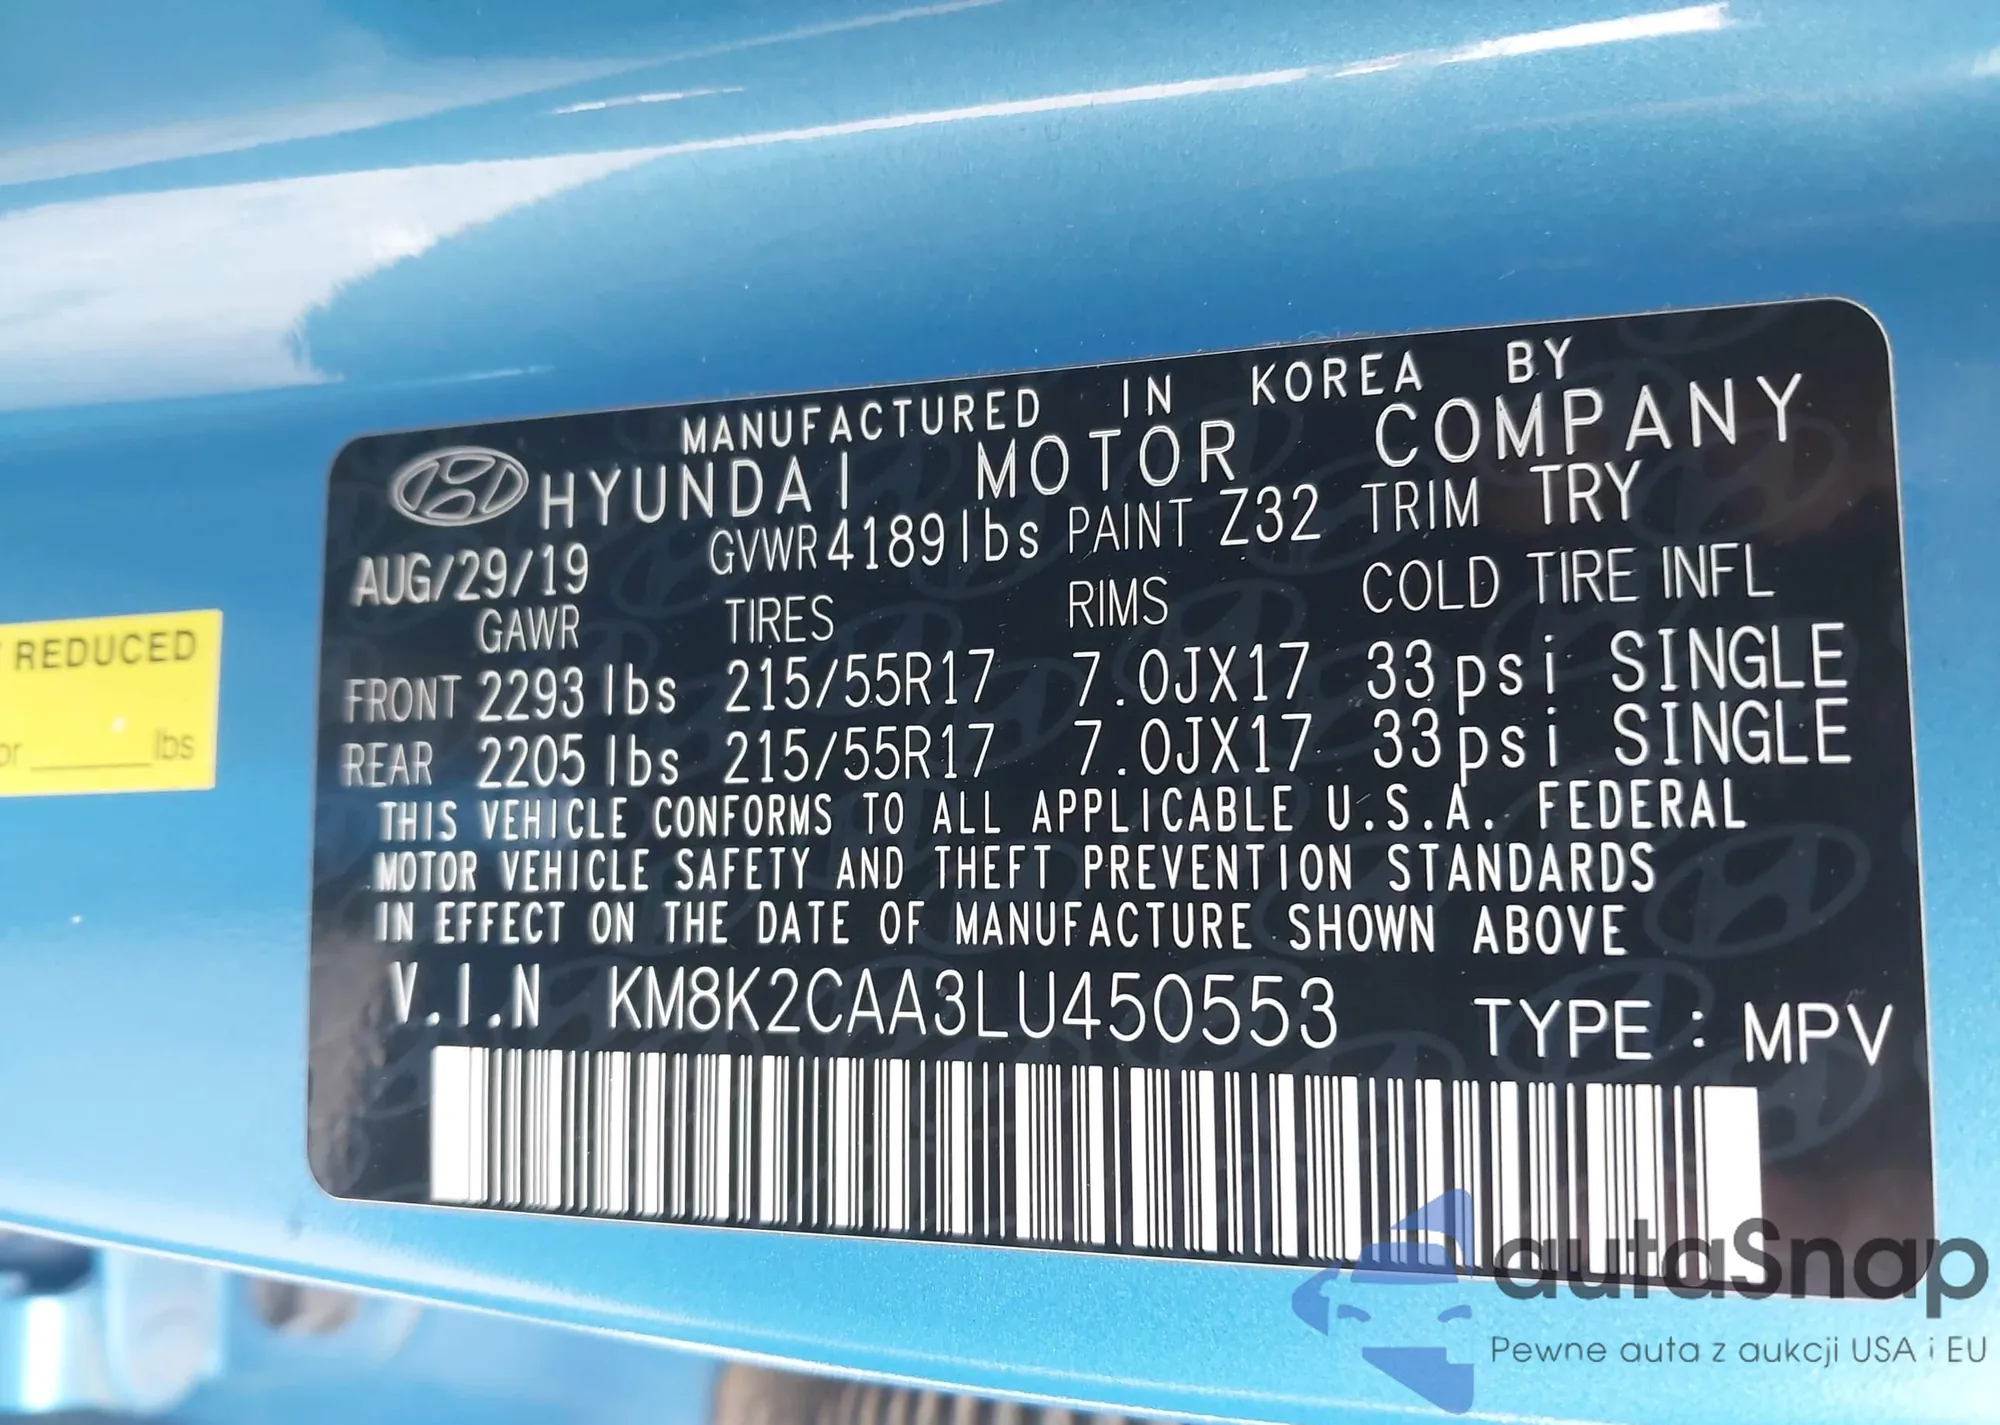 MANUFACTURED IN KOREA BY
HYUNDAI MOTOR COMPANY
AUG/29/19 GVWR 4189 lbs PAINT Z32 TRIM TRY
GAWR TIRES RIMS COLD TIRE INFL
FRONT 2293 lbs 215/55R17 7.0JX17 33 psi SINGLE
REAR 2205 lbs 215/55R17 7.0JX17 33 psi SINGLE
THIS VEHICLE CONFORMS TO ALL APPLICABLE U.S.A. FEDERAL
MOTOR VEHICLE SAFETY AND THEFT PREVENTION STANDARDS
IN EFFECT ON THE DATE OF MANUFACTURE SHOWN ABOVE
V.I.N KM8K2CAA3LU450553 TYPE : MPV
REDUCED
or ______ lbs
autaSnap
Pewne auta z aukcji USA i EU